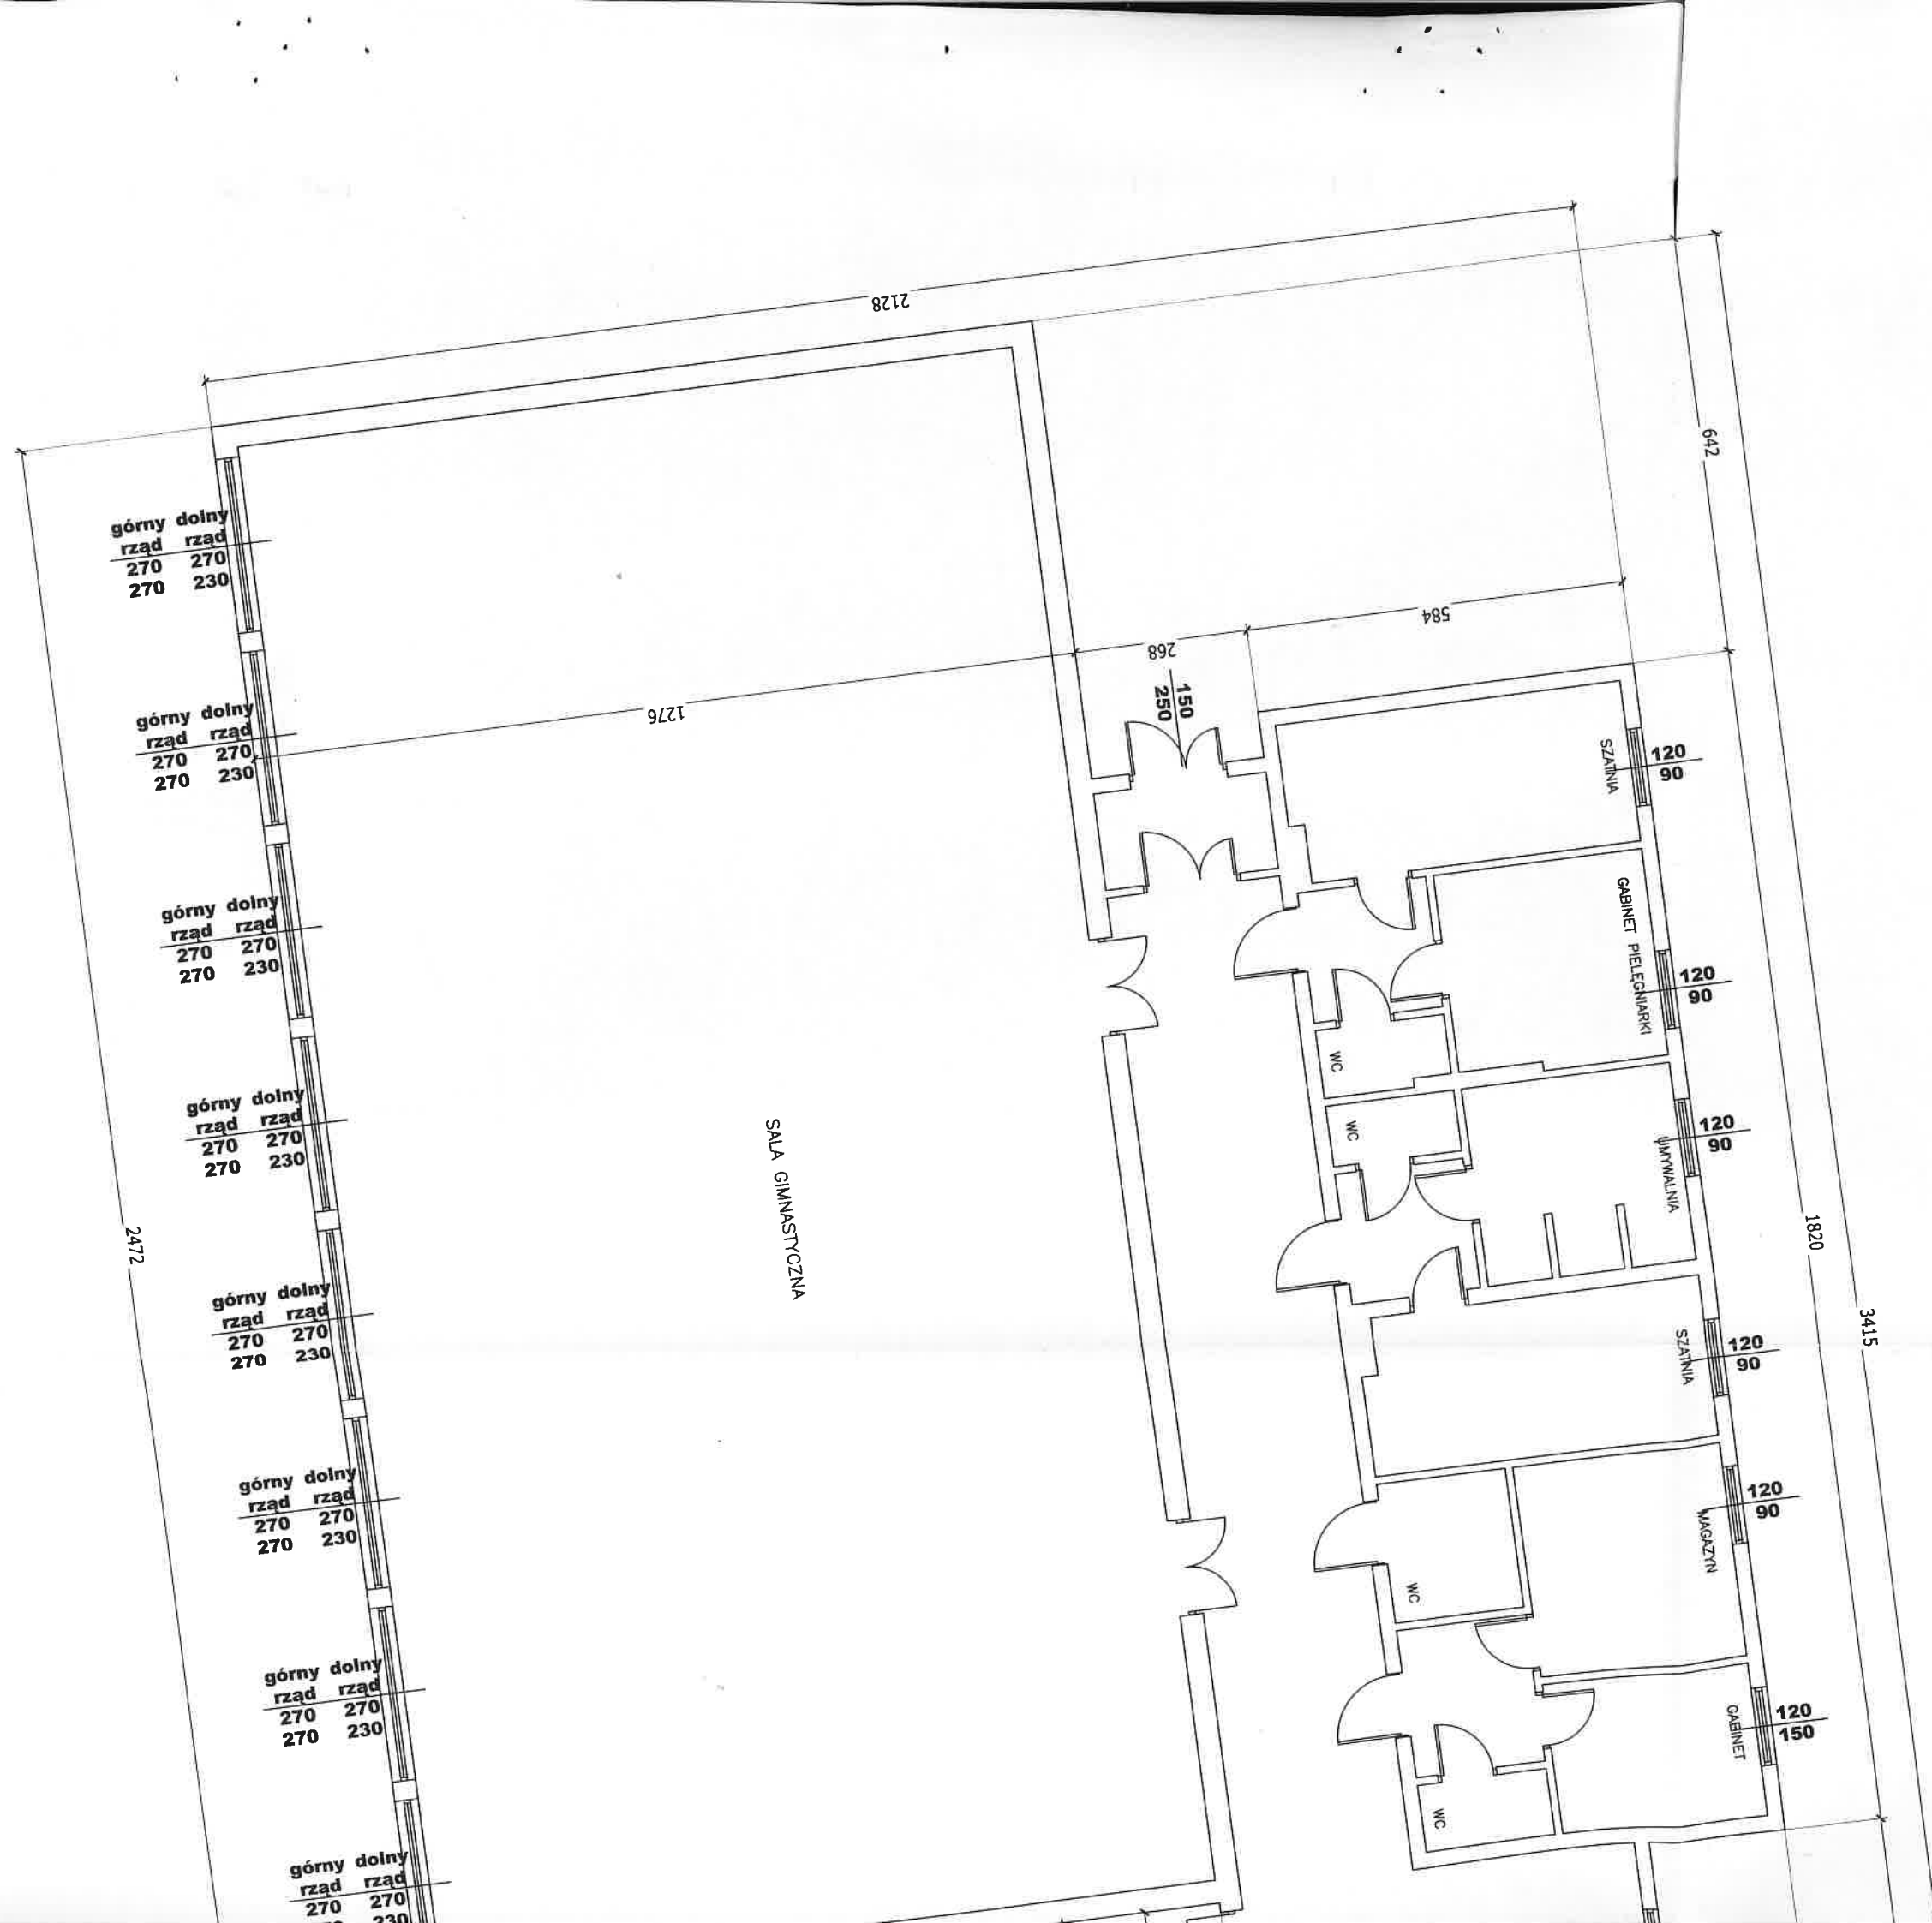 2128
642
górny dolny
rząd rząd
270 270
270 230
584
268
150
250
1276
górny dolny
rząd rząd
270 270
270 230
SZATNIA
120
90
górny dolny
rząd rząd
270 270
270 230
GABINET PIELĘGNIARKI
120
90
WC
górny dolny
rząd rząd
270 270
270 230
WC
UMYWALNIA
120
90
SALA GIMNASTYCZNA
2472
1820
górny dolny
rząd rząd
270 270
270 230
SZATNIA
120
90
3415
górny dolny
rząd rząd
270 270
270 230
WC
MAGAZYN
120
90
górny dolny
rząd rząd
270 270
270 230
GABINET
120
150
WC
górny dolny
rząd rząd
270 270
230